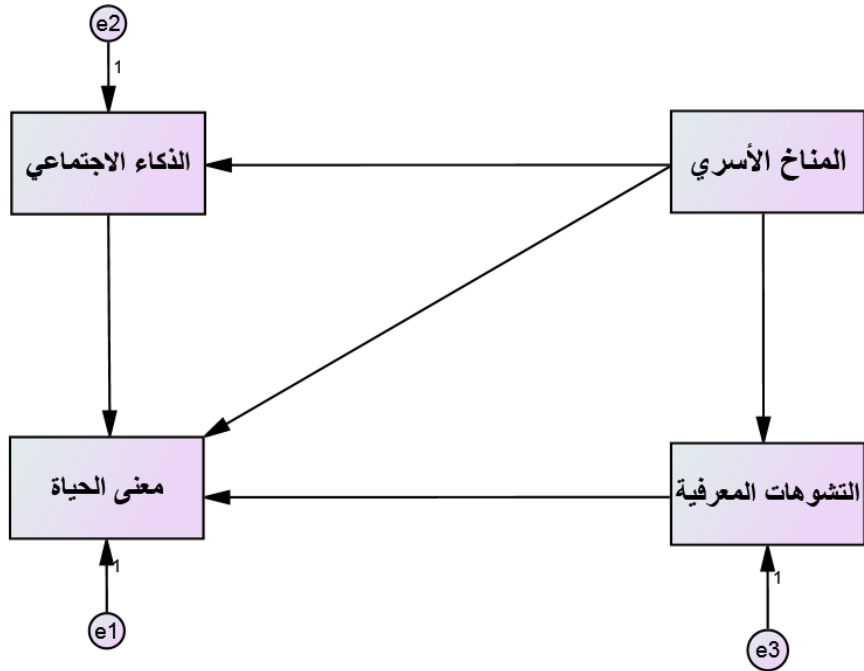 e2
1
المناخ الأسري
الذكاء الاجتماعي
معنى الحياة
التشوهات المعرفية
1
1
e1
e3